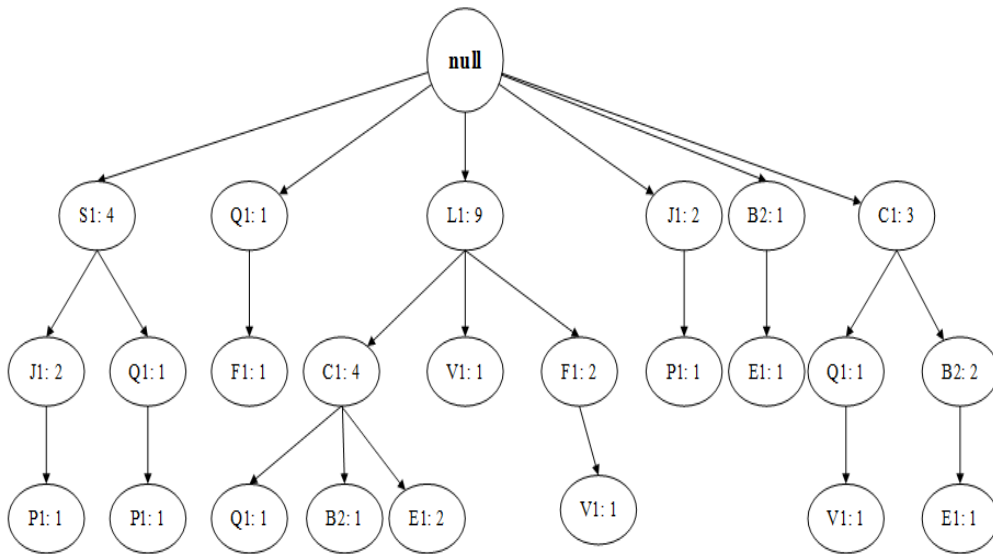 null
S1: 4
Q1: 1
L1: 9
J1: 2
B2: 1
C1: 3
J1: 2
Q1: 1
F1: 1
C1: 4
V1: 1
F1: 2
P1: 1
E1: 1
Q1: 1
B2: 2
P1: 1
P1: 1
Q1: 1
B2: 1
E1: 2
V1: 1
V1: 1
E1: 1